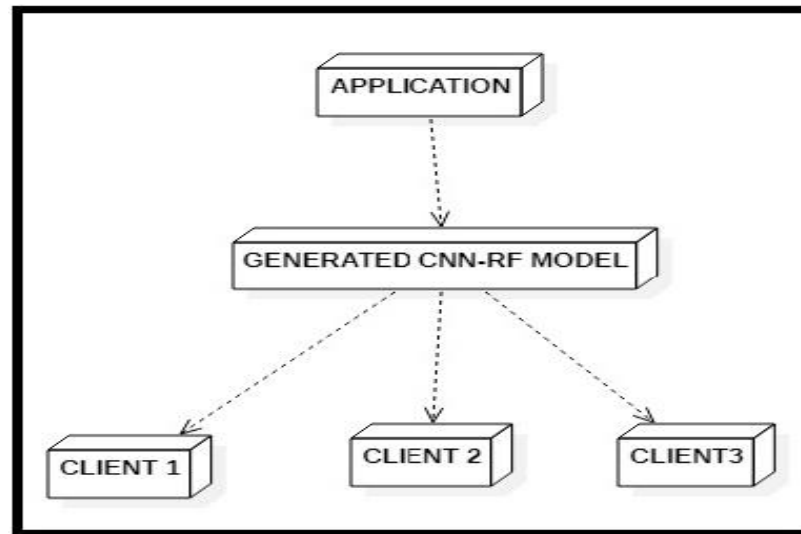 APPLICATION
GENERATED CNN-RF MODEL
CLIENT 1
CLIENT 2
CLIENT3